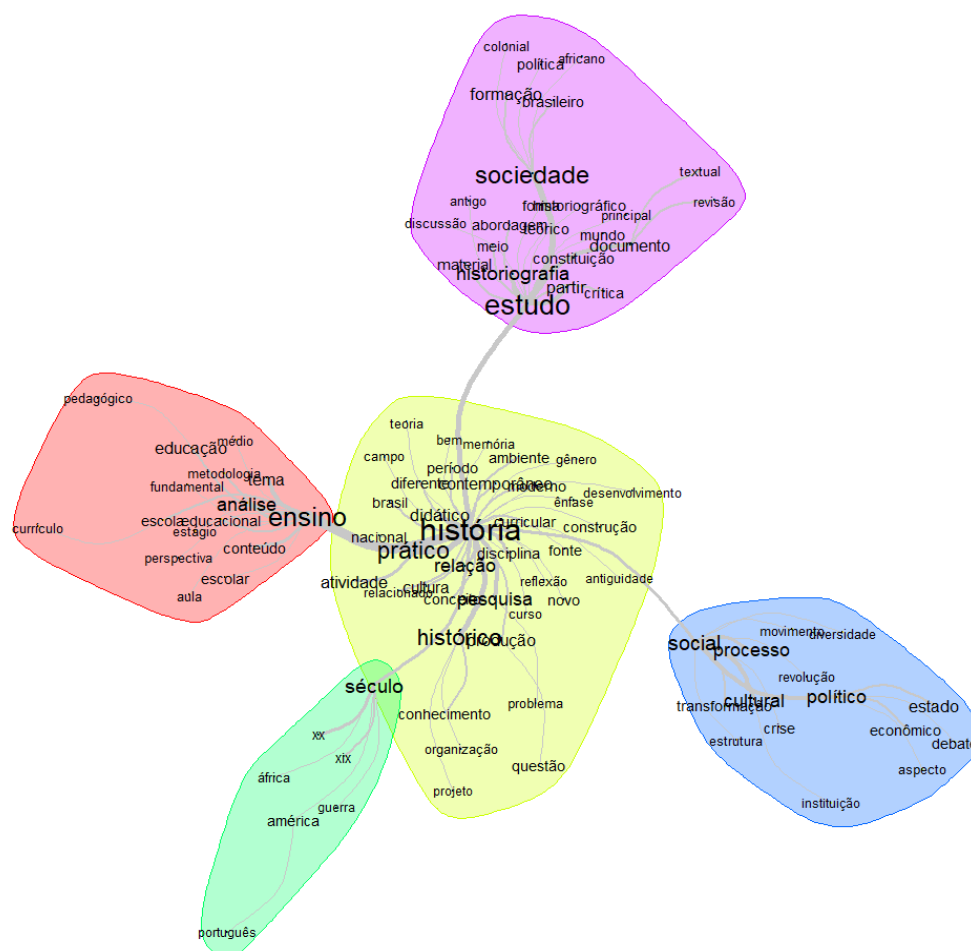 colonial
política
africano
formação
brasileiro
sociedade
textual
antigo
forma
historiográfico
revisão
discussão
abordagem
teórico
principal
mundo
meio
documento
material
constituição
historiografia
partir
crítica
estudo
pedagógico
médio
educação
metodologia
tema
fundamental
análise
ensino
currículo
escola
educacional
estágio
conteúdo
perspectiva
escolar
aula
teoria
bem
memória
campo
ambiente
gênero
período
diferente
contemporâneo
moderno
desenvolvimento
brasil
ênfase
didático
história
curricular
construção
nacional
prático
disciplina
fonte
relação
atividade
cultura
reflexão
antiguidade
relacionado
conceito
pesquisa
novo
curso
histórico
produção
século
conhecimento
problema
organização
questão
projeto
xx
xix
áfrica
guerra
américa
português
movimento
diversidade
social
processo
revolução
cultural
político
transformação
estado
crise
econômico
estrutura
debate
aspecto
instituição